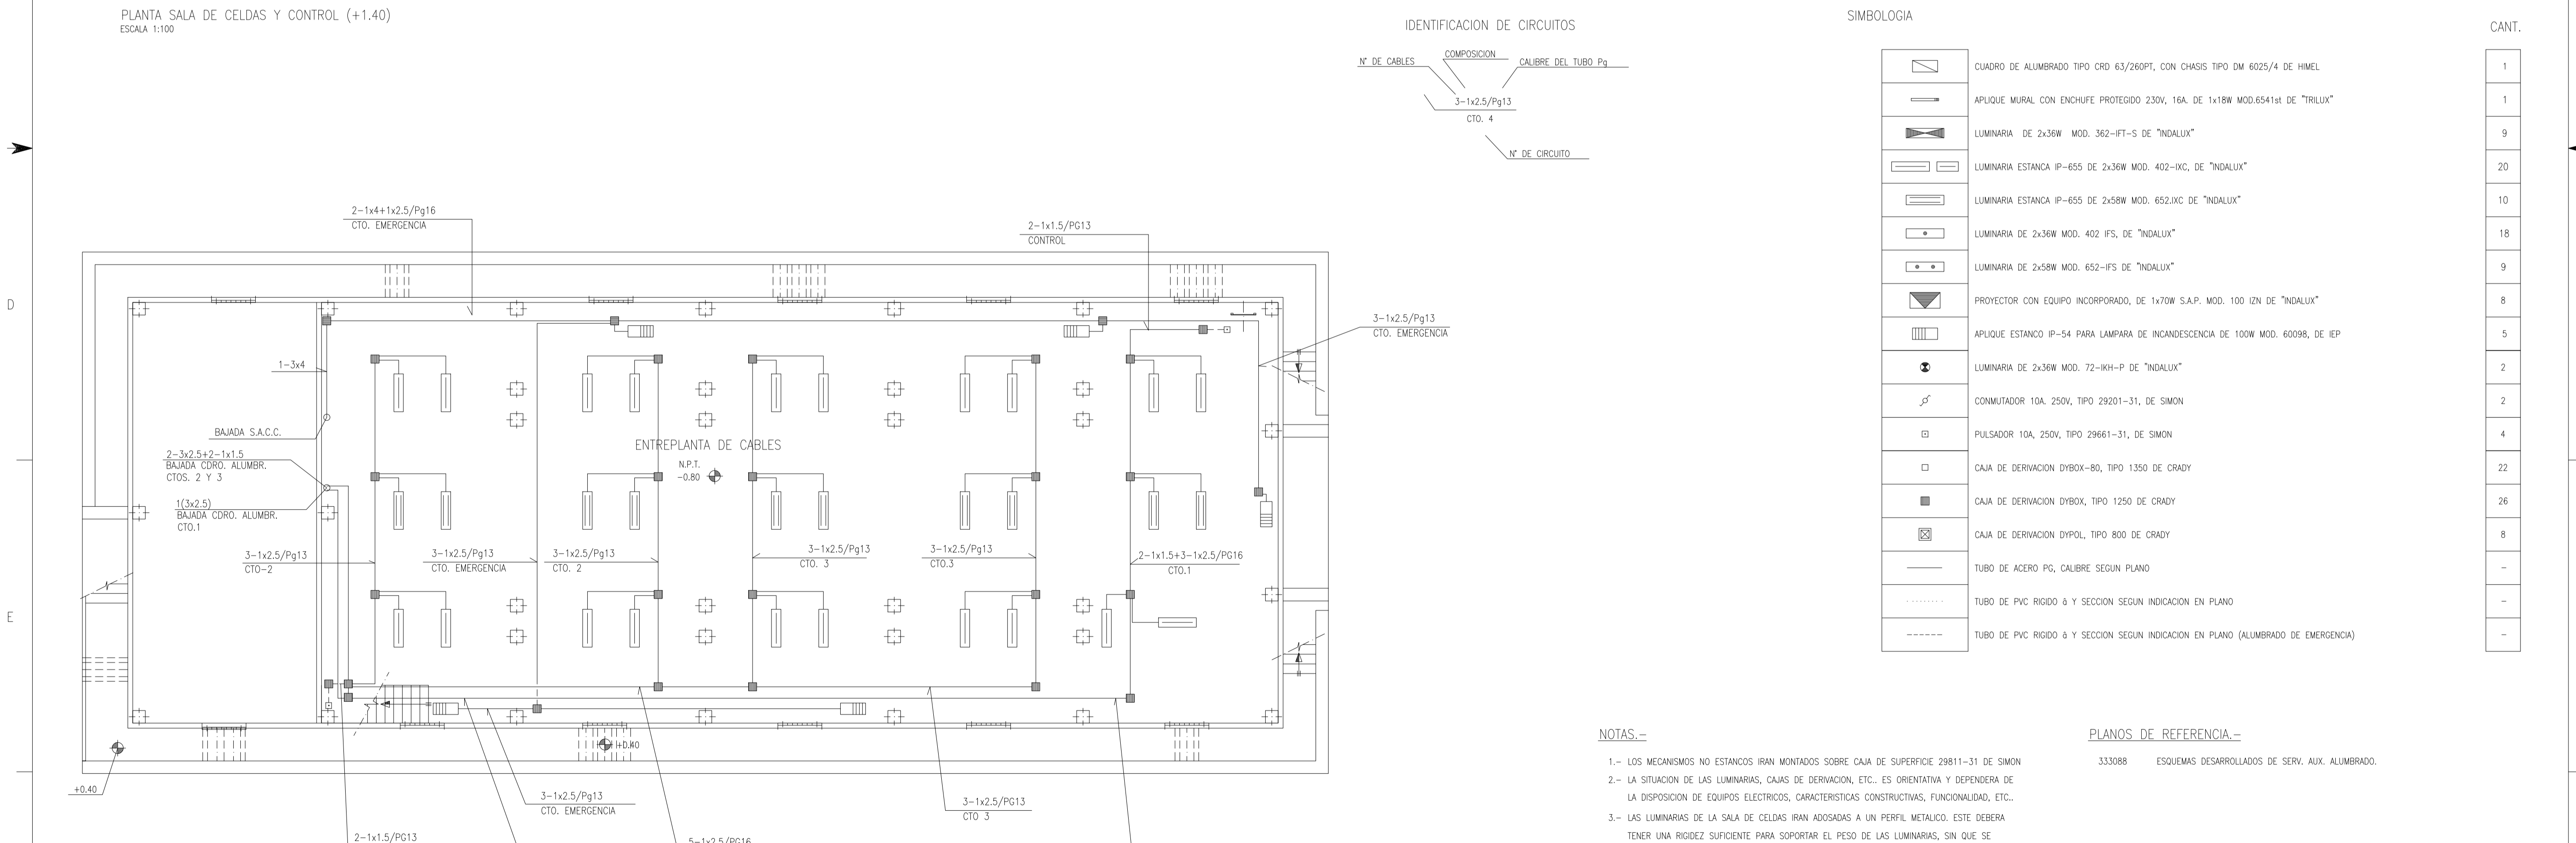 PLANTA SALA DE CELDAS Y CONTROL (+1.40)
ESCALA 1:100
IDENTIFICACION DE CIRCUITOS
N° DE CABLES
COMPOSICION
CALIBRE DEL TUBO Pg
3-1x2.5/Pg13
CTO. 4
N° DE CIRCUITO
SIMBOLOGIA
CANT.
CUADRO DE ALUMBRADO TIPO CRD 63/260PT, CON CHASIS TIPO DM 6025/4 DE HIMEL 1
APLIQUE MURAL CON ENCHUFE PROTEGIDO 230V, 16A. DE 1x18W MOD.6541st DE "TRILUX" 1
LUMINARIA DE 2x36W MOD. 362-IFT-S DE "INDALUX" 9
LUMINARIA ESTANCA IP-655 DE 2x36W MOD. 402-IXC, DE "INDALUX" 20
LUMINARIA ESTANCA IP-655 DE 2x58W MOD. 652.IXC DE "INDALUX" 10
LUMINARIA DE 2x36W MOD. 402 IFS, DE "INDALUX" 18
LUMINARIA DE 2x58W MOD. 652-IFS DE "INDALUX" 9
PROYECTOR CON EQUIPO INCORPORADO, DE 1x70W S.A.P. MOD. 100 IZN DE "INDALUX" 8
APLIQUE ESTANCO IP-54 PARA LAMPARA DE INCANDESCENCIA DE 100W MOD. 60098, DE IEP 5
LUMINARIA DE 2x36W MOD. 72-IKH-P DE "INDALUX" 2
CONMUTADOR 10A. 250V, TIPO 29201-31, DE SIMON 2
PULSADOR 10A, 250V, TIPO 29661-31, DE SIMON 4
CAJA DE DERIVACION DYBOX-80, TIPO 1350 DE CRADY 22
CAJA DE DERIVACION DYBOX, TIPO 1250 DE CRADY 26
CAJA DE DERIVACION DYPOL, TIPO 800 DE CRADY 8
TUBO DE ACERO PG, CALIBRE SEGUN PLANO -
TUBO DE PVC RIGIDO á Y SECCION SEGUN INDICACION EN PLANO -
TUBO DE PVC RIGIDO á Y SECCION SEGUN INDICACION EN PLANO (ALUMBRADO DE EMERGENCIA) -
D
E
2-1x4+1x2.5/Pg16
CTO. EMERGENCIA
2-1x1.5/PG13
CONTROL
3-1x2.5/Pg13
CTO. EMERGENCIA
1-3x4
BAJADA S.A.C.C.
2-3x2.5+2-1x1.5
BAJADA CDRO. ALUMBR.
CTOS. 2 Y 3
1(3x2.5)
BAJADA CDRO. ALUMBR.
CTO.1
ENTREPLANTA DE CABLES
N.P.T.
-0.80
3-1x2.5/Pg13
CTO-2
3-1x2.5/Pg13
CTO. EMERGENCIA
3-1x2.5/Pg13
CTO. 2
3-1x2.5/Pg13
CTO. 3
3-1x2.5/Pg13
CTO.3
2-1x1.5+3-1x2.5/PG16
CTO.1
+0.40
+0.40
3-1x2.5/Pg13
CTO. EMERGENCIA
3-1x2.5/PG13
CTO 3
2-1x1.5/PG13
5-1x2.5/PG16
NOTAS.-
1.- LOS MECANISMOS NO ESTANCOS IRAN MONTADOS SOBRE CAJA DE SUPERFICIE 29811-31 DE SIMON
2.- LA SITUACION DE LAS LUMINARIAS, CAJAS DE DERIVACION, ETC.. ES ORIENTATIVA Y DEPENDERA DE
LA DISPOSICION DE EQUIPOS ELECTRICOS, CARACTERISTICAS CONSTRUCTIVAS, FUNCIONALIDAD, ETC..
3.- LAS LUMINARIAS DE LA SALA DE CELDAS IRAN ADOSADAS A UN PERFIL METALICO. ESTE DEBERA
TENER UNA RIGIDEZ SUFICIENTE PARA SOPORTAR EL PESO DE LAS LUMINARIAS, SIN QUE SE
PLANOS DE REFERENCIA.-
333088 ESQUEMAS DESARROLLADOS DE SERV. AUX. ALUMBRADO.